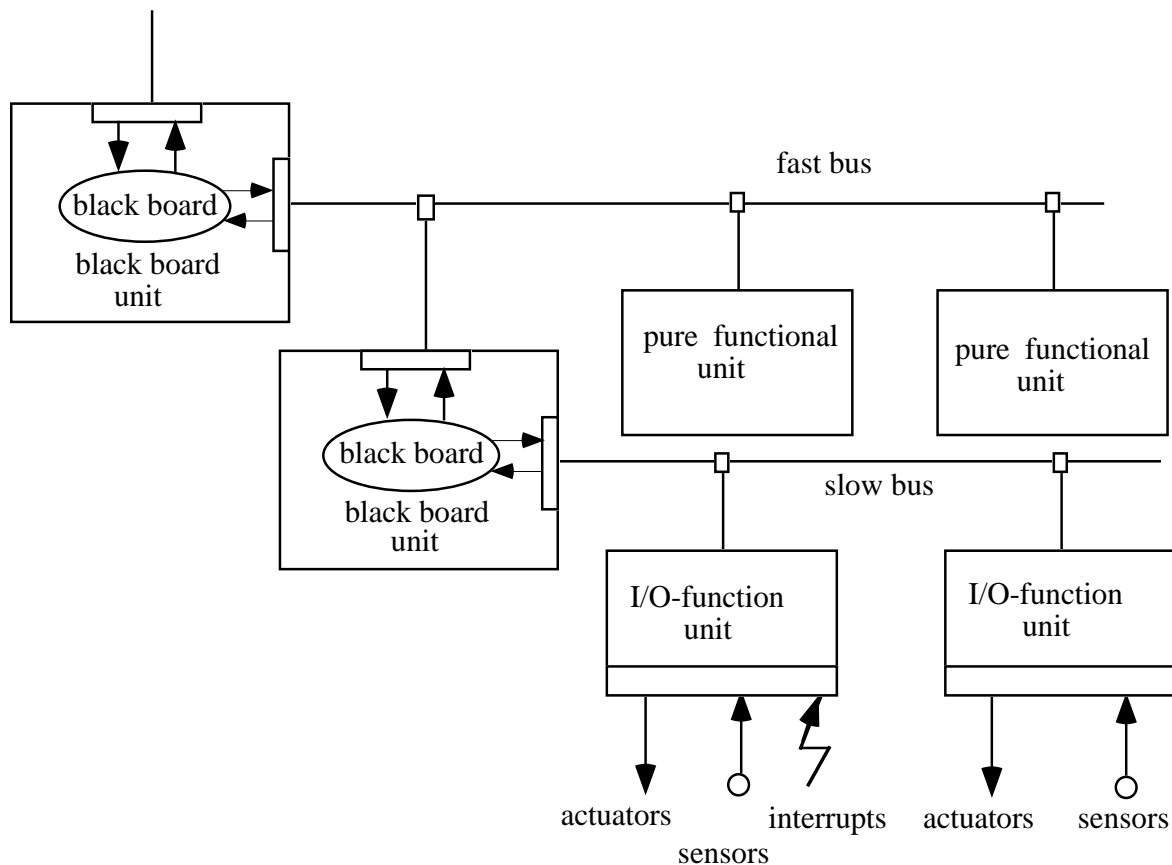 fast bus
black board
black board
unit
pure functional
unit
pure functional
unit
black board
black board
unit
slow bus
I/O-function
unit
I/O-function
unit
actuators
sensors
interrupts
actuators
sensors